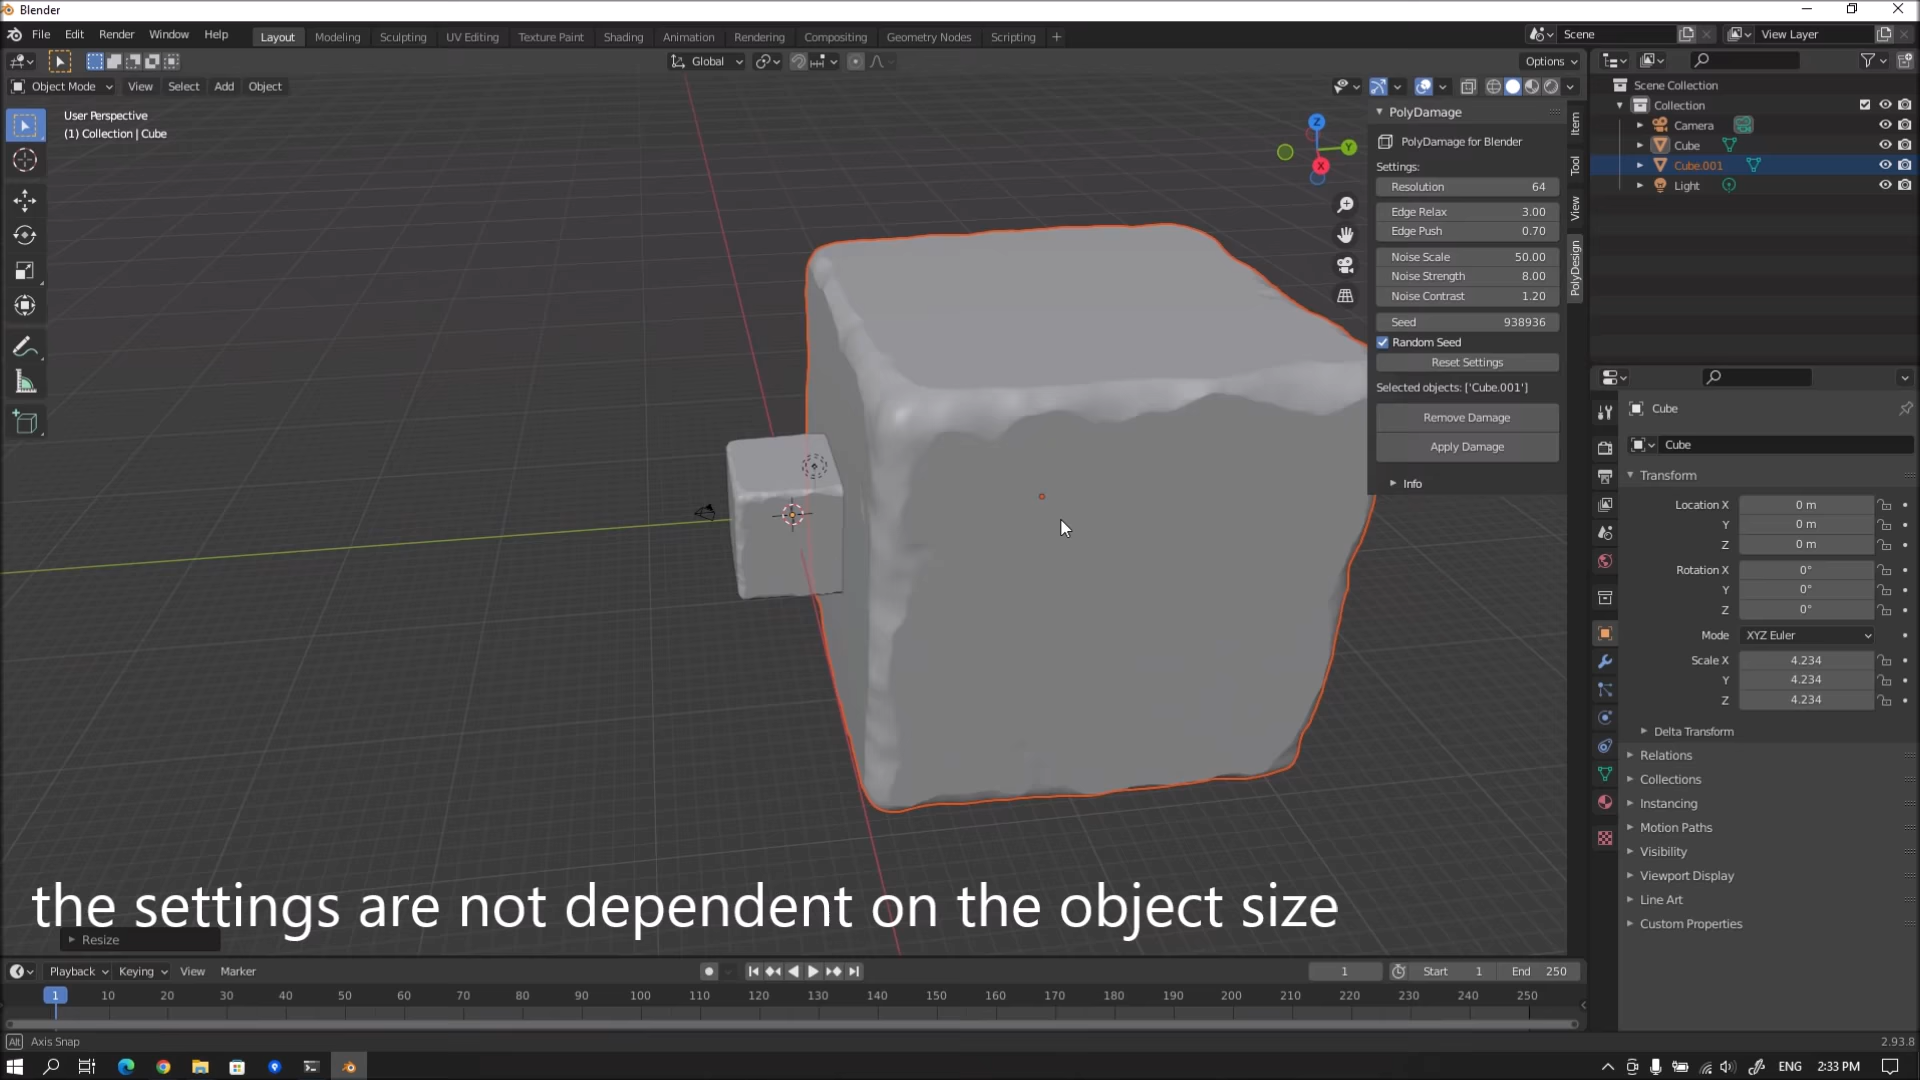 Blender
File Edit Render Window Help Layout Modeling Sculpting UV Editing Texture Paint Shading Animation Rendering Compositing Geometry Nodes Scripting + Scene View Layer
Global Options
Object Mode View Select Add Object
User Perspective
(1) Collection | Cube
Z
Y
X
PolyDamage
PolyDamage for Blender
Settings:
Resolution 64
Edge Relax 3.00
Edge Push 0.70
Noise Scale 50.00
Noise Strength 8.00
Noise Contrast 1.20
Seed 938936
Random Seed
Reset Settings
Selected objects: ['Cube.001']
Remove Damage
Apply Damage
Info
Item
Tool
View
PolyDesign
Scene Collection
Collection
Camera
Cube
Cube.001
Light
Cube
Cube
Transform
Location X 0 m
Y 0 m
Z 0 m
Rotation X 0°
Y 0°
Z 0°
Mode XYZ Euler
Scale X 4.234
Y 4.234
Z 4.234
Delta Transform
Relations
Collections
Instancing
Motion Paths
Visibility
Viewport Display
Line Art
Custom Properties
the settings are not dependent on the object size
Resize
Playback Keying View Marker 1 Start 1 End 250
1 10 20 30 40 50 60 70 80 90 100 110 120 130 140 150 160 170 180 190 200 210 220 230 240 250
Alt Axis Snap 2.93.8
ENG 2:33 PM